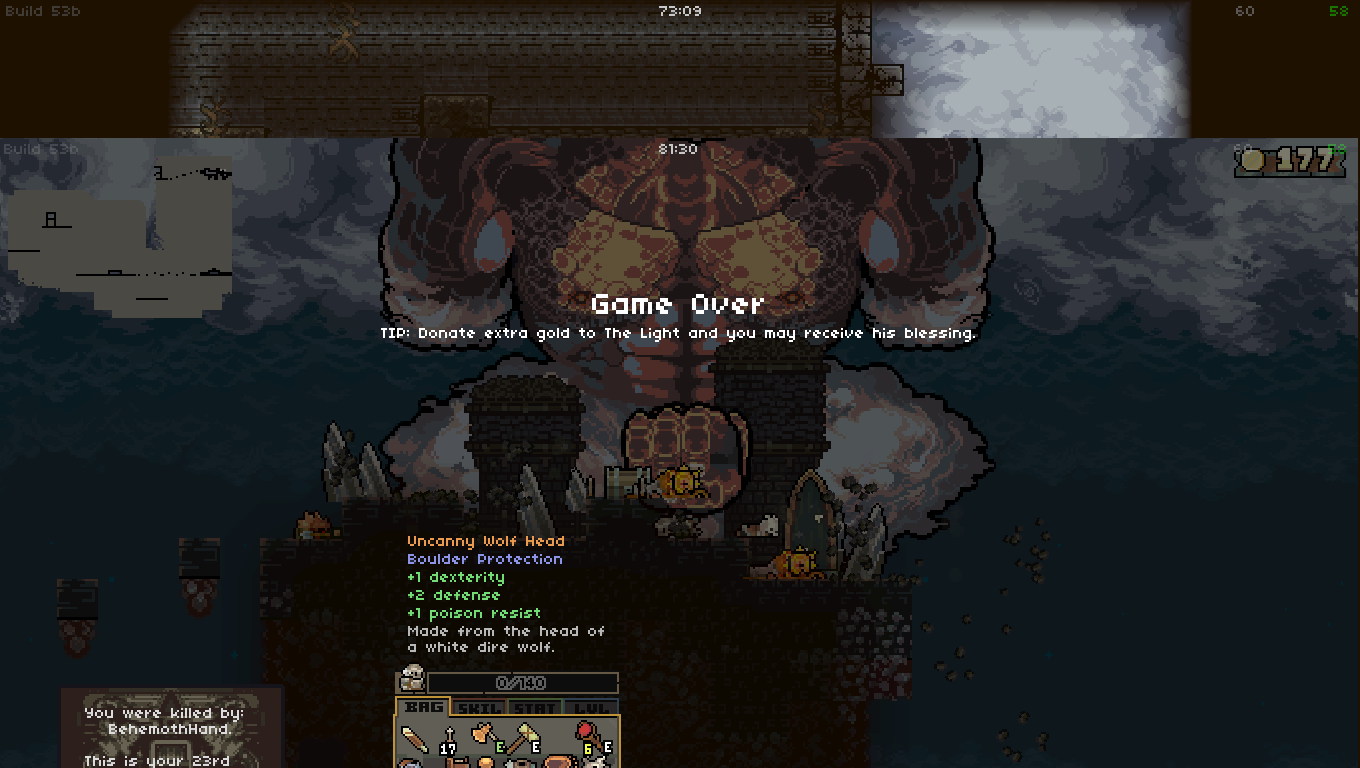 Build 53b
73:09
60
58
Build 53b
81:30
60
58
177
Game Over
TIP: Donate extra gold to The Light and you may receive his blessing.
Uncanny Wolf Head
Boulder Protection
+1 dexterity
+2 defense
+1 poison resist
Made from the head of
a white dire wolf.
0/140
BAG SKIL STAT LVL
17 E E 6 E
You were killed by:
BehemothHand.
This is your 23rd